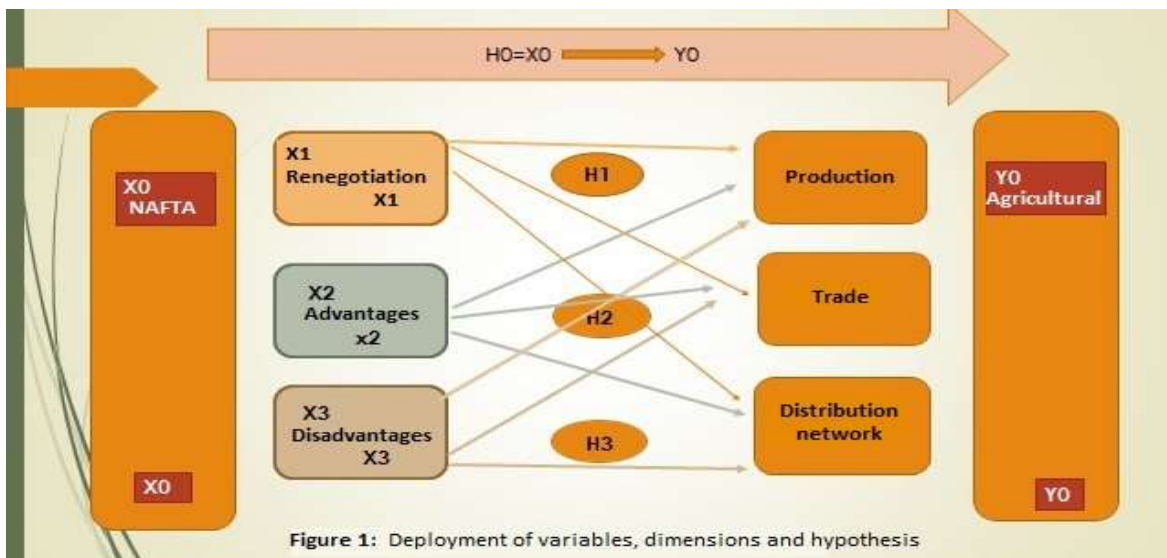 H0=X0 Y0
X0
NAFTA
X0
X1
Renegotiation
X1
X2
Advantages
x2
X3
Disadvantages
X3
H1
H2
H3
Production
Trade
Distribution
network
Y0
Agricultural
Y0
Figure 1: Deployment of variables, dimensions and hypothesis